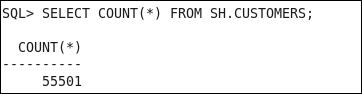 SQL> SELECT COUNT(*) FROM SH.CUSTOMERS;
COUNT(*)
----------
55501